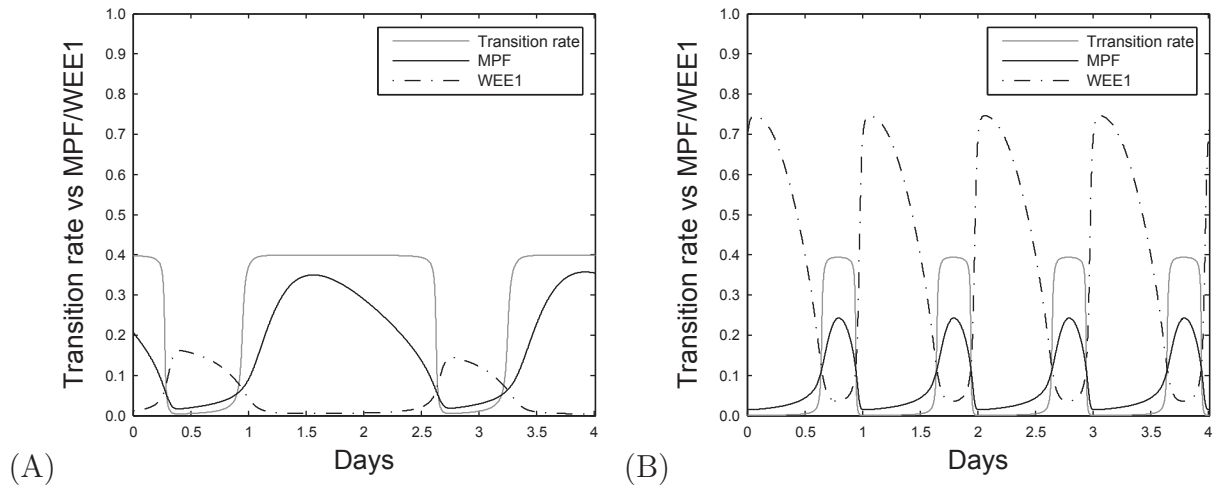 Transition rate vs MPF/WEE1
1.0
0.9
0.8
0.7
0.6
0.5
0.4
0.3
0.2
0.1
0.0
Transition rate
MPF
WEE1
0 0.5 1 1.5 2 2.5 3 3.5 4
Days
(A)
Transition rate vs MPF/WEE1
1.0
0.9
0.8
0.7
0.6
0.5
0.4
0.3
0.2
0.1
0.0
Trransition rate
MPF
WEE1
0 0.5 1 1.5 2 2.5 3 3.5 4
Days
(B)